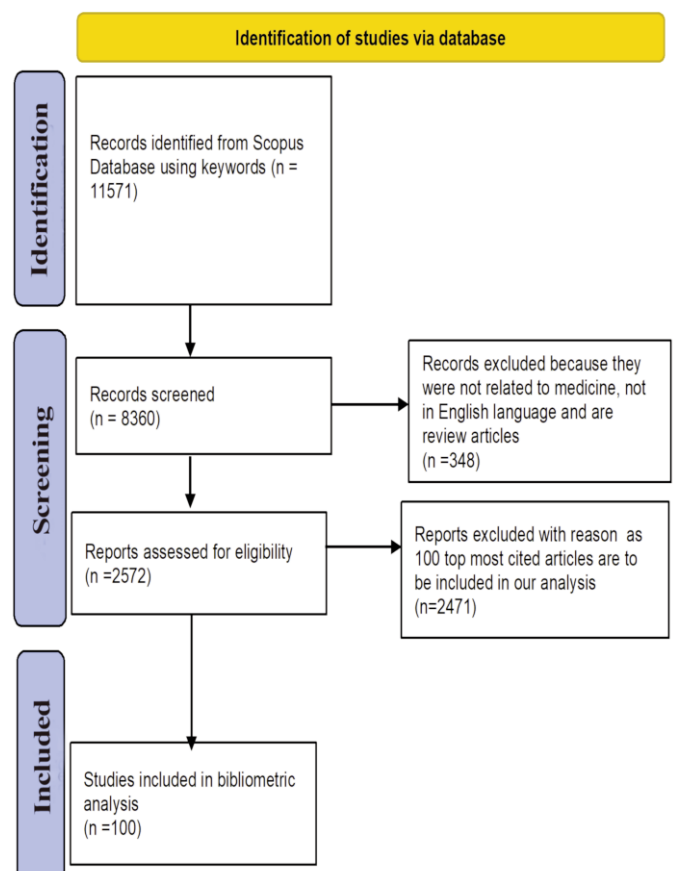 Identification of studies via database
Identification
Records identified from Scopus
Database using keywords (n =
11571)
Screening
Records screened
(n = 8360)
Records excluded because they
were not related to medicine, not
in English language and are
review articles
(n =348)
Reports assessed for eligibility
(n =2572)
Reports excluded with reason as
100 top most cited articles are to
be included in our analysis
(n=2471)
Included
Studies included in bibliometric
analysis
(n =100)